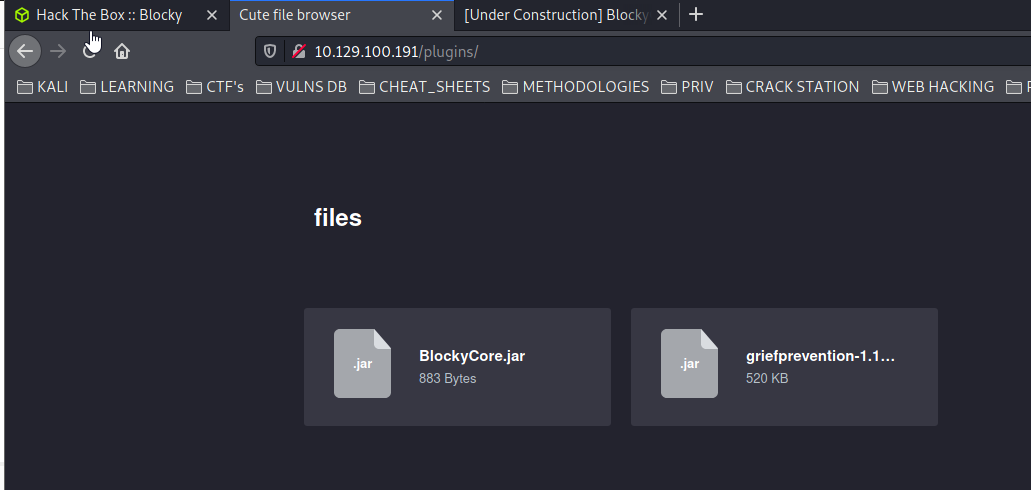 Hack The Box :: Blocky
Cute file browser
[Under Construction] Blocky
10.129.100.191/plugins/
KALI LEARNING CTF's VULNS DB CHEAT_SHEETS METHODOLOGIES PRIV CRACK STATION WEB HACKING
files
.jar
BlockyCore.jar
883 Bytes
.jar
griefprevention-1.1...
520 KB